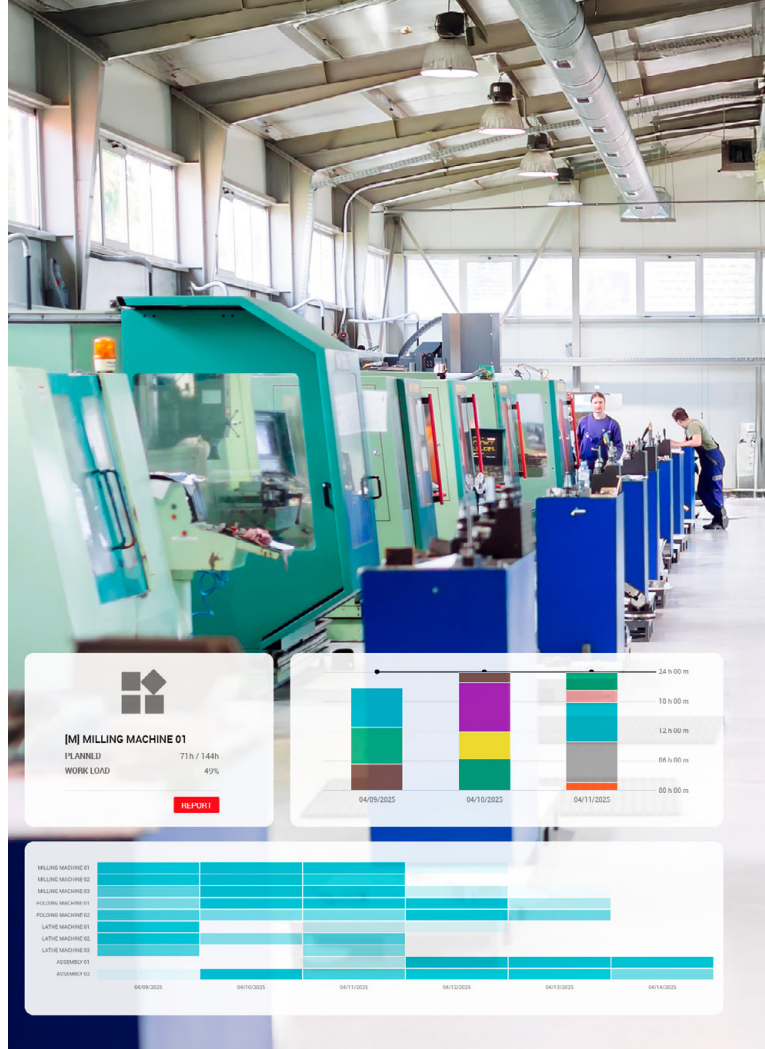 [M] MILLING MACHINE 01
PLANNED 71h / 144h
WORK LOAD 49%
REPORT
24 h 00 m
18 h 00 m
12 h 00 m
06 h 00 m
00 h 00 m
04/09/2025 04/10/2025 04/11/2025
MILLING MACHINE 01
MILLING MACHINE 02
MILLING MACHINE 03
FOLDING MACHINE 01
FOLDING MACHINE 02
LATHE MACHINE 01
LATHE MACHINE 02
LATHE MACHINE 03
ASSEMBLY 01
ASSEMBLY 02
04/09/2025 04/10/2025 04/11/2025 04/12/2025 04/13/2025 04/14/2025